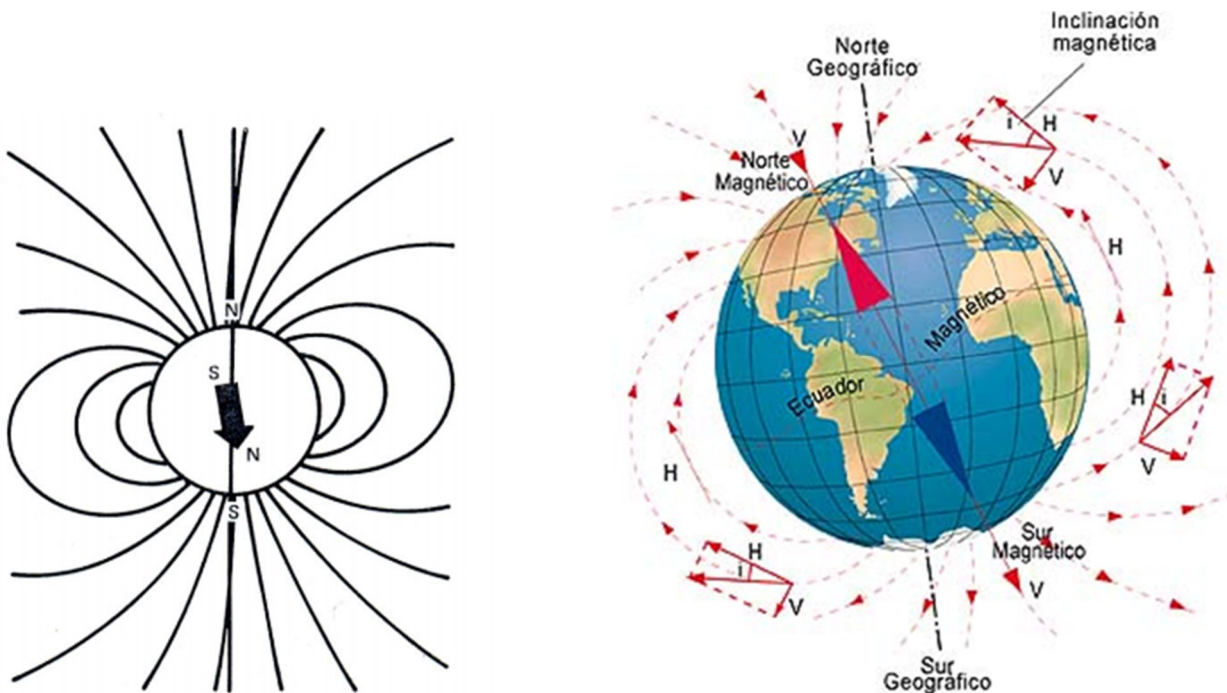 N
S
N
S
Inclinación
magnética
Norte
Geográfico
i
H
V
V
Norte
Magnético
H
Magnético
Ecuador
H
i
V
H
H
i
V
Sur
Magnético
V
Sur
Geográfico